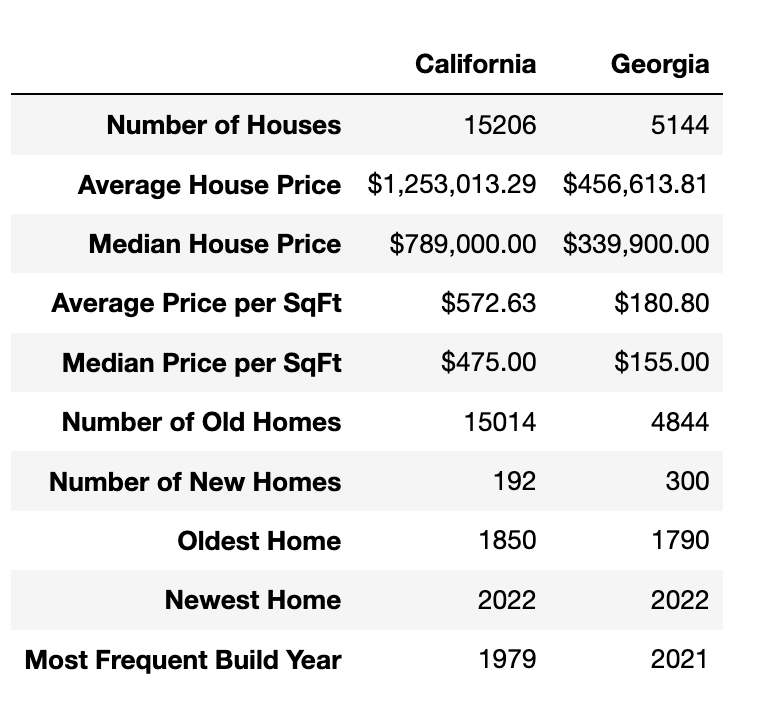 California Georgia
Number of Houses 15206 5144
Average House Price $1,253,013.29 $456,613.81
Median House Price $789,000.00 $339,900.00
Average Price per SqFt $572.63 $180.80
Median Price per SqFt $475.00 $155.00
Number of Old Homes 15014 4844
Number of New Homes 192 300
Oldest Home 1850 1790
Newest Home 2022 2022
Most Frequent Build Year 1979 2021